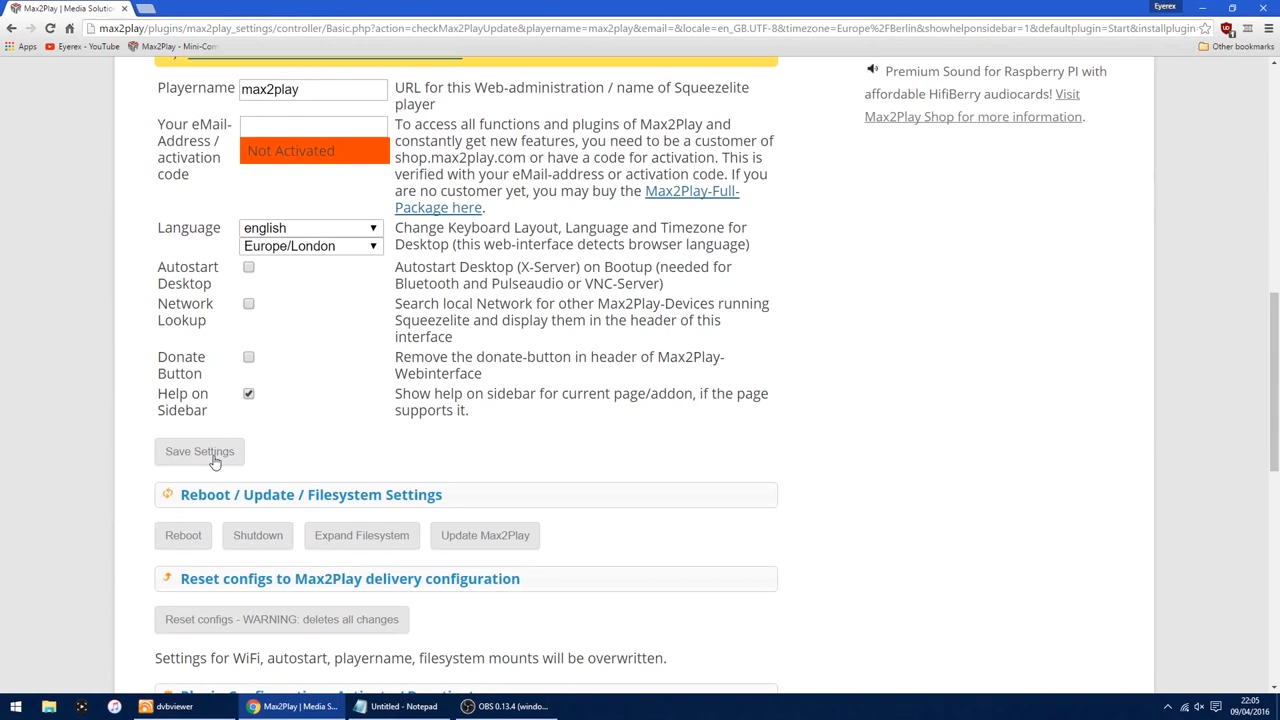 Max2Play | Media Solutio
Eyerex
max2play/plugins/max2play_settings/controller/Basic.php?action=checkMax2PlayUpdate&playername=max2play&email=&locale=en_GB.UTF-8&timezone=Europe%2FBerlin&showhelponsidebar=1&defaultplugin=Start&installplugin
Apps
Eyerex - YouTube
Max2Play - Mini-Com
Other bookmarks
Playername
max2play
URL for this Web-administration / name of Squeezelite
player
Your eMail-
Address /
activation
code
Not Activated
To access all functions and plugins of Max2Play and
constantly get new features, you need to be a customer of
shop.max2play.com or have a code for activation. This is
verified with your eMail-address or activation code. If you
are no customer yet, you may buy the Max2Play-Full-
Package here.
Language
english
Europe/London
Change Keyboard Layout, Language and Timezone for
Desktop (this web-interface detects browser language)
Autostart
Desktop
Autostart Desktop (X-Server) on Bootup (needed for
Bluetooth and Pulseaudio or VNC-Server)
Network
Lookup
Search local Network for other Max2Play-Devices running
Squeezelite and display them in the header of this
interface
Donate
Button
Remove the donate-button in header of Max2Play-
Webinterface
Help on
Sidebar
Show help on sidebar for current page/addon, if the page
supports it.
Save Settings
Reboot / Update / Filesystem Settings
Reboot
Shutdown
Expand Filesystem
Update Max2Play
Reset configs to Max2Play delivery configuration
Reset configs - WARNING: deletes all changes
Settings for WiFi, autostart, playername, filesystem mounts will be overwritten.
Premium Sound for Raspberry PI with
affordable HifiBerry audiocards! Visit
Max2Play Shop for more information.
dvbviewer
Max2Play | Media S...
Untitled - Notepad
OBS 0.13.4 (windo...
22:05
09/04/2016